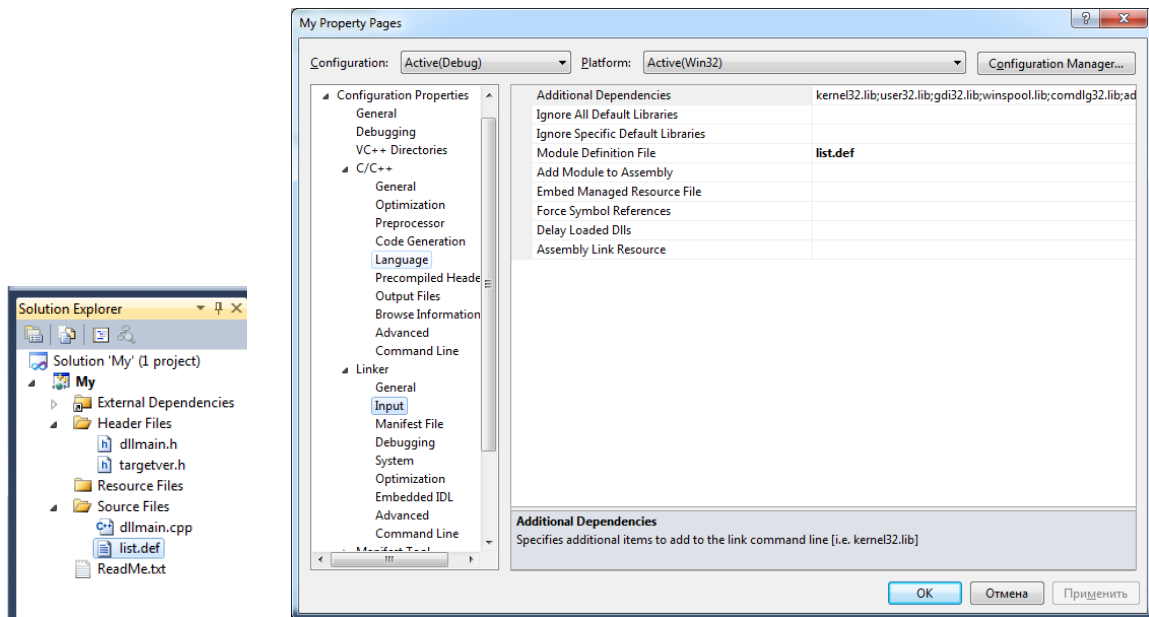 Solution Explorer
Solution 'My' (1 project)
My
External Dependencies
Header Files
dllmain.h
targetver.h
Resource Files
Source Files
dllmain.cpp
list.def
ReadMe.txt
My Property Pages
Configuration: Active(Debug) Platform: Active(Win32) Configuration Manager...
Configuration Properties
General
Debugging
VC++ Directories
C/C++
General
Optimization
Preprocessor
Code Generation
Language
Precompiled Heade
Output Files
Browse Information
Advanced
Command Line
Linker
General
Input
Manifest File
Debugging
System
Optimization
Embedded IDL
Advanced
Command Line
Manifest Tool
Additional Dependencies kernel32.lib;user32.lib;gdi32.lib;winspool.lib;comdlg32.lib;ad
Ignore All Default Libraries
Ignore Specific Default Libraries
Module Definition File list.def
Add Module to Assembly
Embed Managed Resource File
Force Symbol References
Delay Loaded Dlls
Assembly Link Resource
Additional Dependencies
Specifies additional items to add to the link command line [i.e. kernel32.lib]
OK Отмена Применить